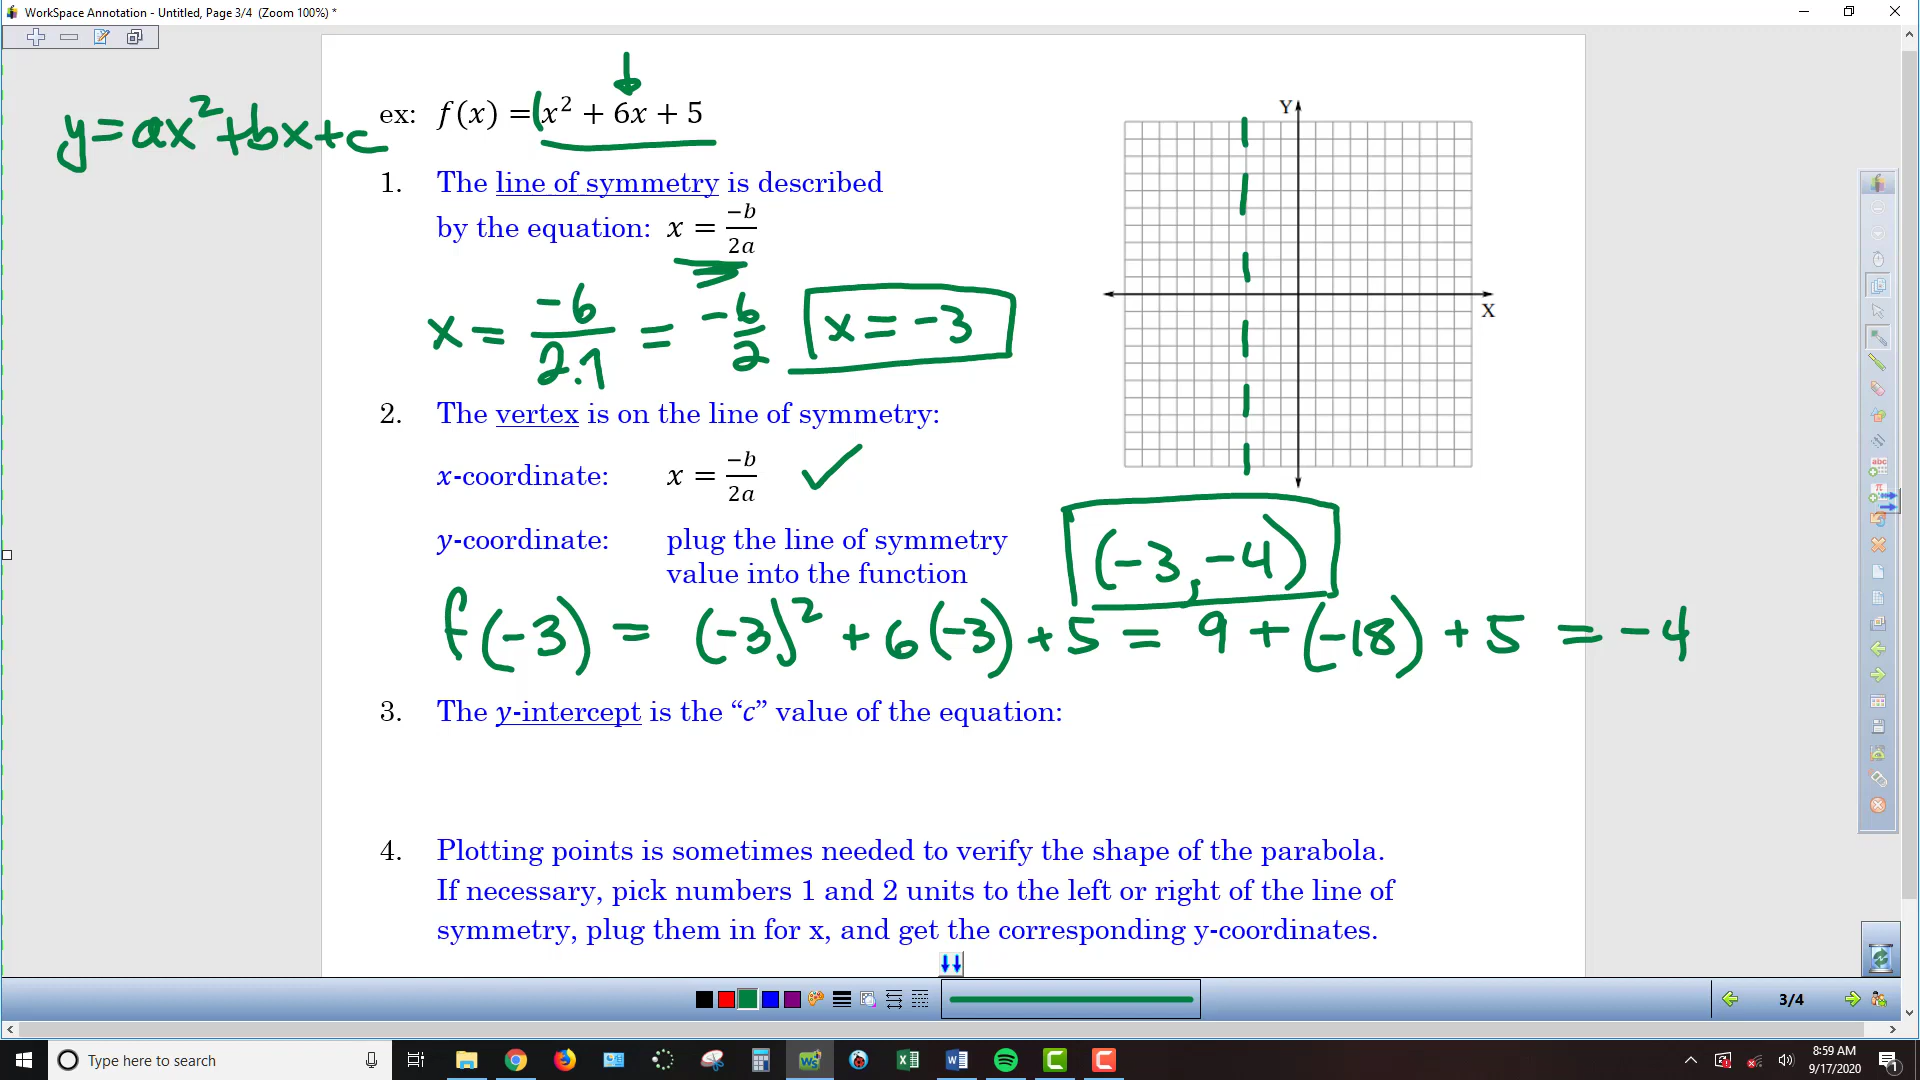 WorkSpace Annotation - Untitled, Page 3/4 (Zoom 100%) *
y=ax²+bx+c
ex: f(x) = (x² + 6x + 5
1. The line of symmetry is described
by the equation: x = -b/2a
x = -6/2·1 = -6/2 x = -3
2. The vertex is on the line of symmetry:
x-coordinate: x = -b/2a ✓
y-coordinate: plug the line of symmetry
value into the function
(-3, -4)
f(-3) = (-3)² + 6(-3) + 5 = 9 + (-18) + 5 = -4
3. The y-intercept is the “c” value of the equation:
4. Plotting points is sometimes needed to verify the shape of the parabola.
If necessary, pick numbers 1 and 2 units to the left or right of the line of
symmetry, plug them in for x, and get the corresponding y-coordinates.
Y
X
abc
π
3/4
Type here to search
8:59 AM
9/17/2020
1